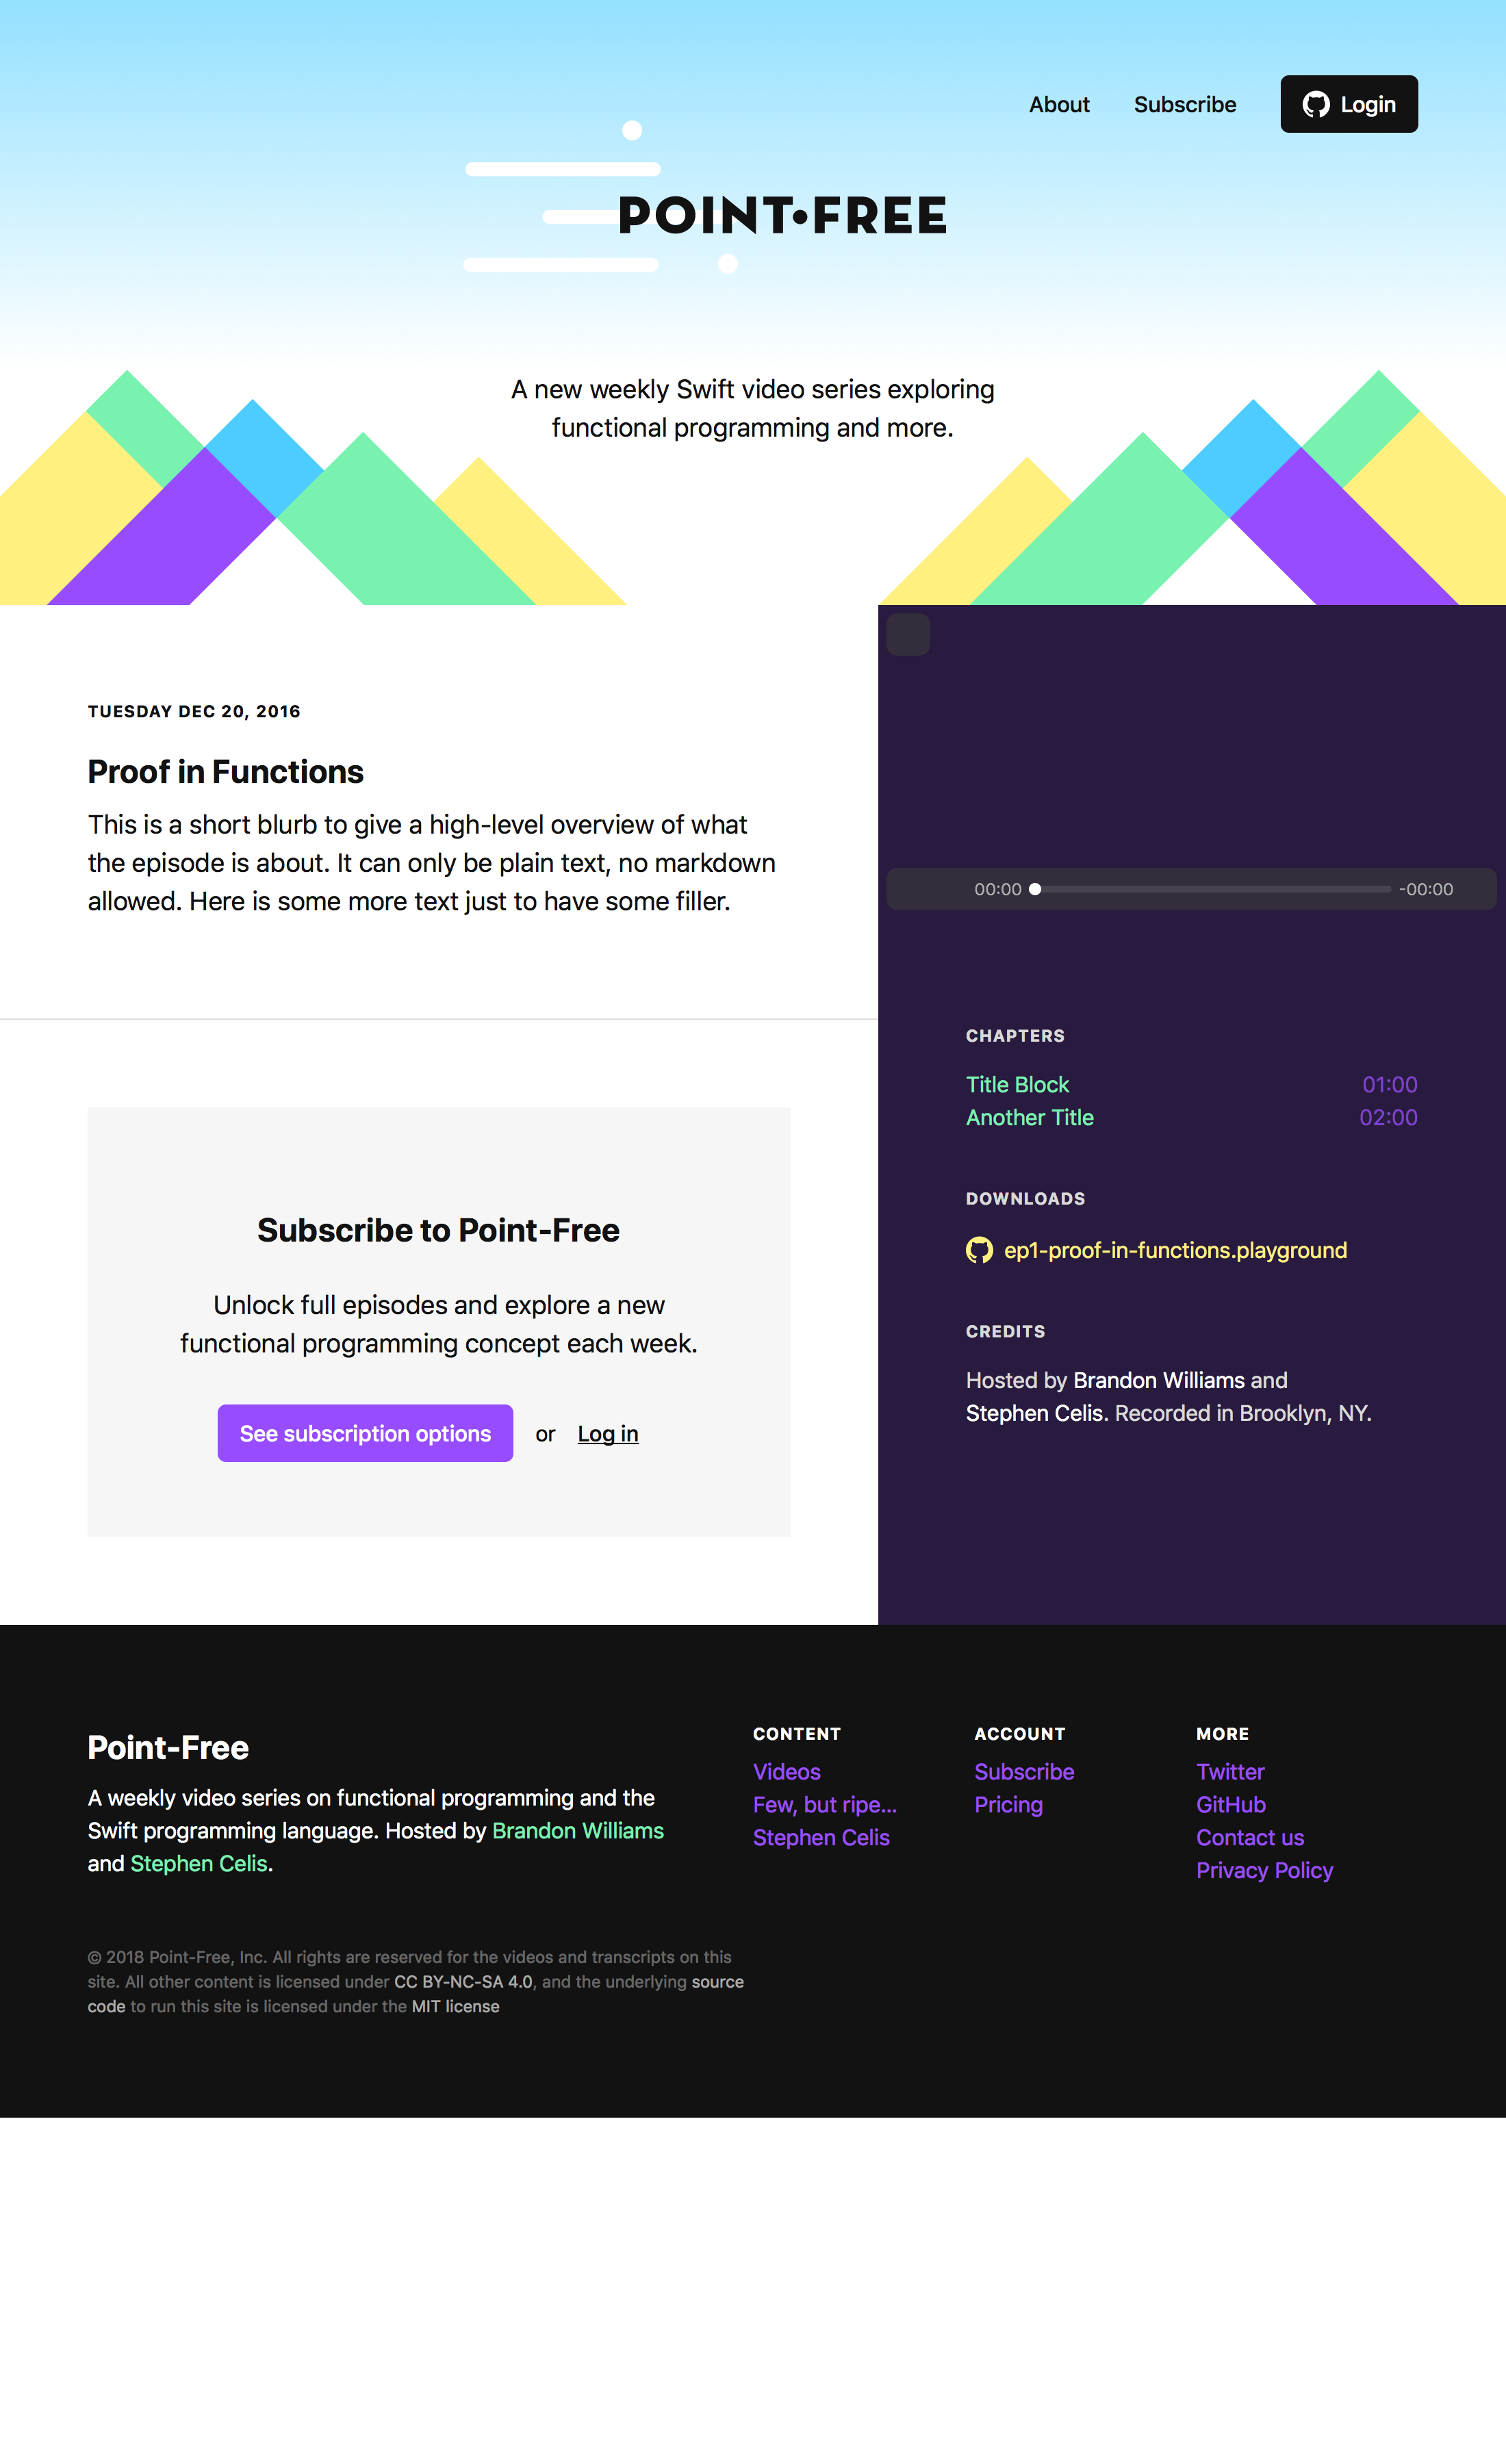 About
Subscribe
Login
POINT•FREE
A new weekly Swift video series exploring
functional programming and more.
TUESDAY DEC 20, 2016
Proof in Functions
This is a short blurb to give a high-level overview of what
the episode is about. It can only be plain text, no markdown
allowed. Here is some more text just to have some filler.
Subscribe to Point-Free
Unlock full episodes and explore a new
functional programming concept each week.
See subscription options or Log in
00:00 -00:00
CHAPTERS
Title Block 01:00
Another Title 02:00
DOWNLOADS
ep1-proof-in-functions.playground
CREDITS
Hosted by Brandon Williams and
Stephen Celis. Recorded in Brooklyn, NY.
Point-Free
A weekly video series on functional programming and the
Swift programming language. Hosted by Brandon Williams
and Stephen Celis.
CONTENT
Videos
Few, but ripe...
Stephen Celis
ACCOUNT
Subscribe
Pricing
MORE
Twitter
GitHub
Contact us
Privacy Policy
© 2018 Point-Free, Inc. All rights are reserved for the videos and transcripts on this
site. All other content is licensed under CC BY-NC-SA 4.0, and the underlying source
code to run this site is licensed under the MIT license